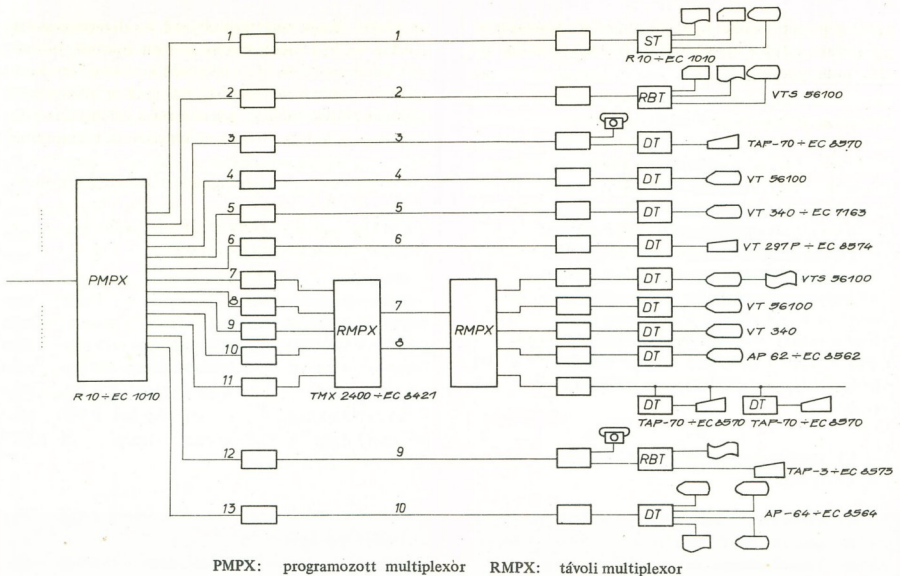 1 1 ST
R10÷EC 1010
2 2 RBT VTS 56100
3 3 DT TAP-70÷EC 8570
4 4 DT VT 56100
5 5 DT VT 340÷EC 7163
6 6 DT VT 297P÷EC 8574
PMPX
7 DT VTS 56100
8 7 DT VT 56100
9 RMPX RMPX DT VT 340
10 8 DT AP 62÷EC 8562
11
R10÷EC 1010 TMX 2400÷EC 8421
DT DT
TAP-70÷EC 8570 TAP-70÷EC 8570
12 9 RBT TAP-3÷EC 8575
13 10 DT AP-64÷EC 8564
PMPX: programozott multiplexor RMPX: távoli multiplexor